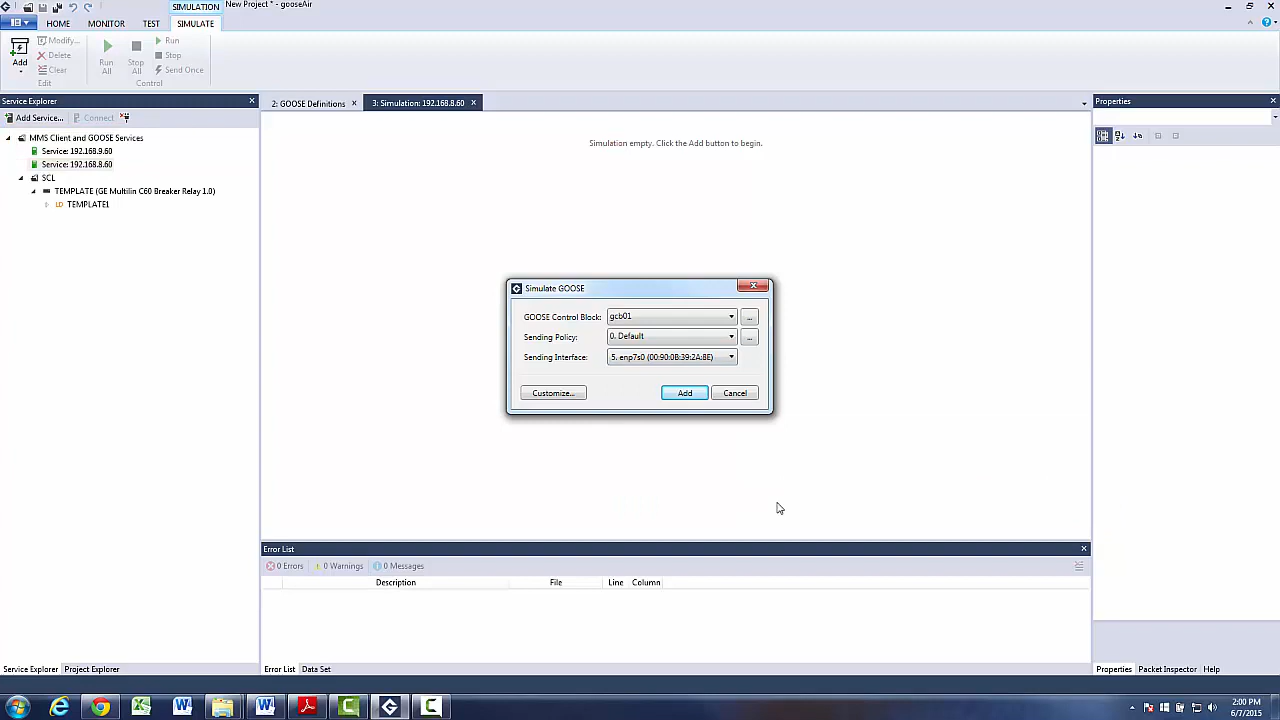 SIMULATION
New Project * - gooseAir
HOME
MONITOR
TEST
SIMULATE
Add
Modify...
Delete
Clear
Edit
Run
All
Stop
All
Run
Stop
Send Once
Control
Service Explorer
Add Service...
Connect
MMS Client and GOOSE Services
Service: 192.168.9.60
Service: 192.168.8.60
SCL
TEMPLATE (GE Multilin C60 Breaker Relay 1.0)
LD TEMPLATE1
2: GOOSE Definitions
3: Simulation: 192.168.8.60
Simulation empty. Click the Add button to begin.
Simulate GOOSE
GOOSE Control Block:
gcb01
...
Sending Policy:
0. Default
...
Sending Interface:
5. enp7s0 (00:90:0B:39:2A:8E)
Customize...
Add
Cancel
Error List
0 Errors
0 Warnings
0 Messages
Description
File
Line
Column
Error List
Data Set
Properties
Properties
Packet Inspector
Help
Service Explorer
Project Explorer
2:00 PM
6/7/2015